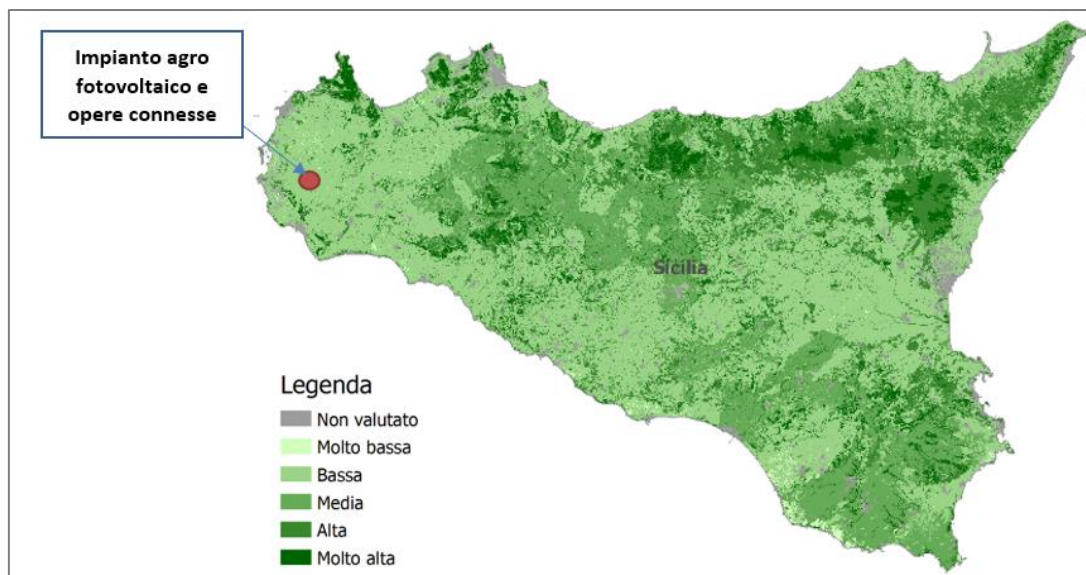 Impianto agro
fotovoltaico e
opere connesse
Sicilia
Legenda
Non valutato
Molto bassa
Bassa
Media
Alta
Molto alta